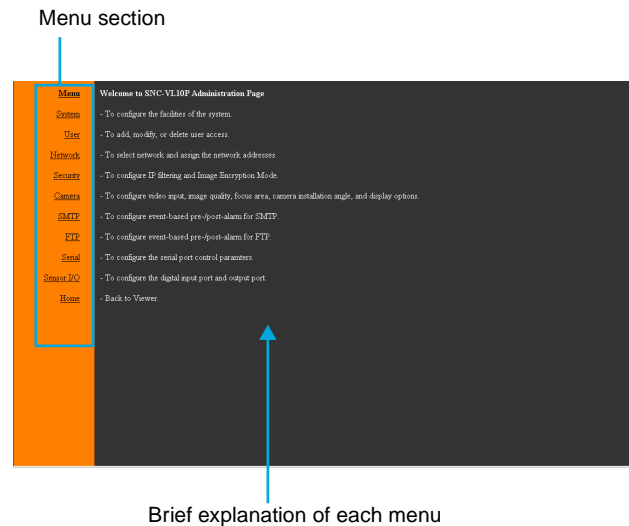 Menu section
Menu Welcome to SNC-VL10P Administration Page
System - To configure the facilities of the system.
User - To add, modify, or delete user access.
Network - To select network and assign the network addresses.
Security - To configure IP filtering and Image Encryption Mode.
Camera - To configure video input, image quality, focus area, camera installation angle, and display options.
SMTP - To configure event-based pre-/post-alarm for SMTP.
FTP - To configure event-based pre-/post-alarm for FTP.
Serial - To configure the serial port control paramters.
Sensor I/O - To configure the digital input port and output port.
Home - Back to Viewer.
Brief explanation of each menu